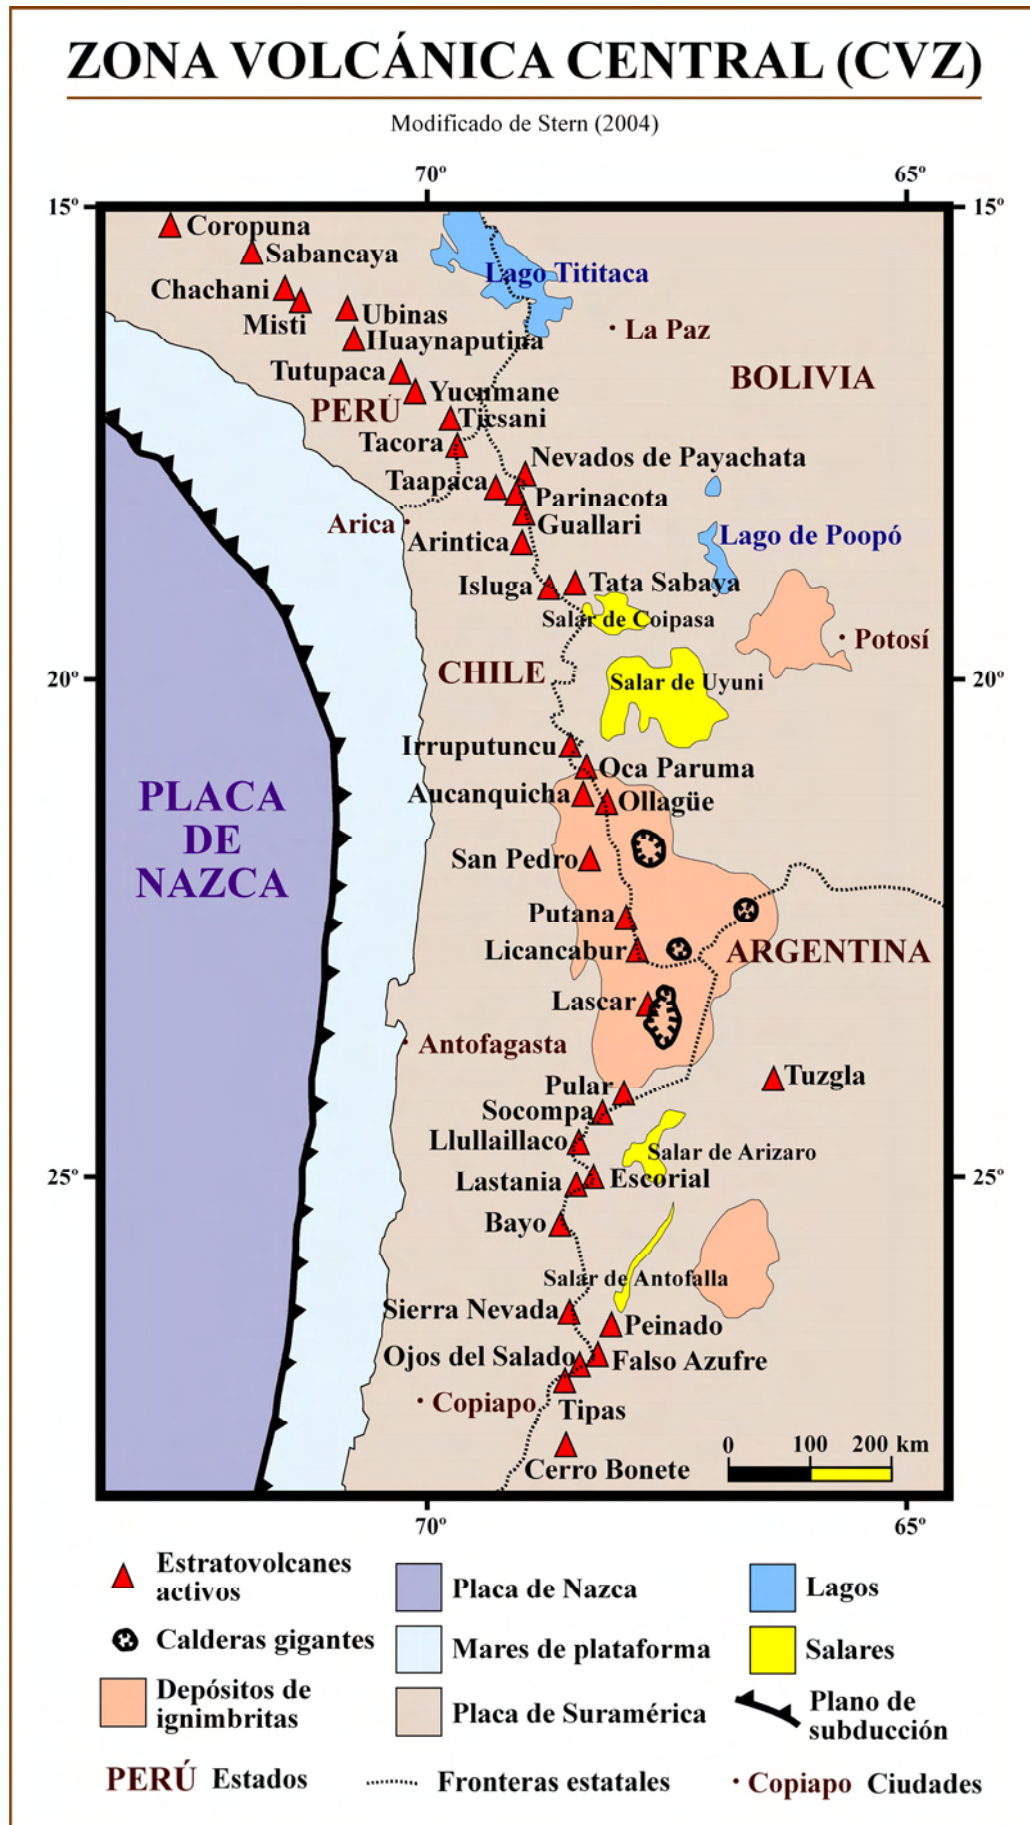 ZONA VOLCÁNICA CENTRAL (CVZ)
Modificado de Stern (2004)
70º
65º
15º
15º
Coropuna
Sabancaya
Lago Tititaca
Chachani
Misti
Ubinas
La Paz
Huaynaputina
Tutupaca
BOLIVIA
Yucumane
PERÚ
Ticsani
Tacora
Nevados de Payachata
Taapaca
Parinacota
Arica
Guallari
Lago de Poopó
Arintica
Isluga
Tata Sabaya
Salar de Coipasa
Potosí
CHILE
20º
20º
Salar de Uyuni
Irruputuncu
Oca Paruma
PLACA
DE
NAZCA
Aucanquicha
Ollagüe
San Pedro
Putana
Licancabur
ARGENTINA
Lascar
Antofagasta
Tuzgla
Pular
Socompa
Llullaillaco
Salar de Arizaro
25º
25º
Lastania
Escorial
Bayo
Salar de Antofalla
Sierra Nevada
Peinado
Ojos del Salado
Falso Azufre
Copiapo
Tipas
0 100 200 km
Cerro Bonete
70º
65º
Estratovolcanes
activos
Placa de Nazca
Lagos
Calderas gigantes
Mares de plataforma
Salares
Depósitos de
ignimbritas
Placa de Suramérica
Plano de
subducción
PERÚ Estados
Fronteras estatales
Copiapo Ciudades